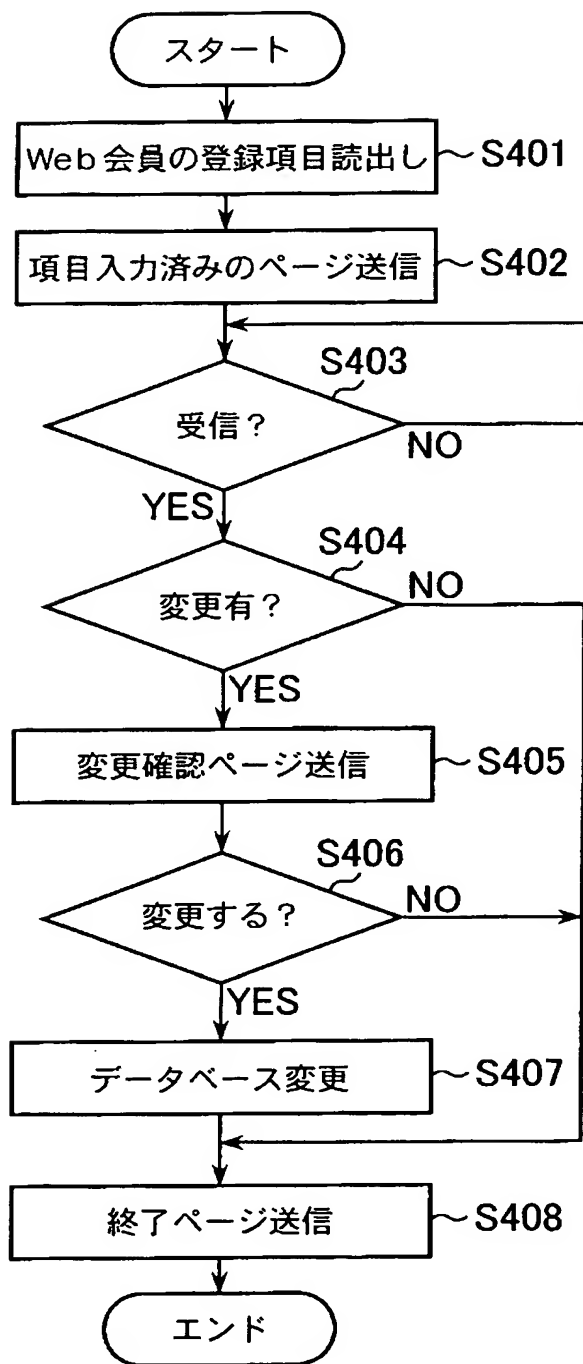 スタート
Web会員の登録項目読出し S401
項目入力済みのページ送信 S402
S403
受信?
NO
YES
S404
変更有?
NO
YES
変更確認ページ送信 S405
S406
変更する?
NO
YES
データベース変更 S407
終了ページ送信 S408
エンド